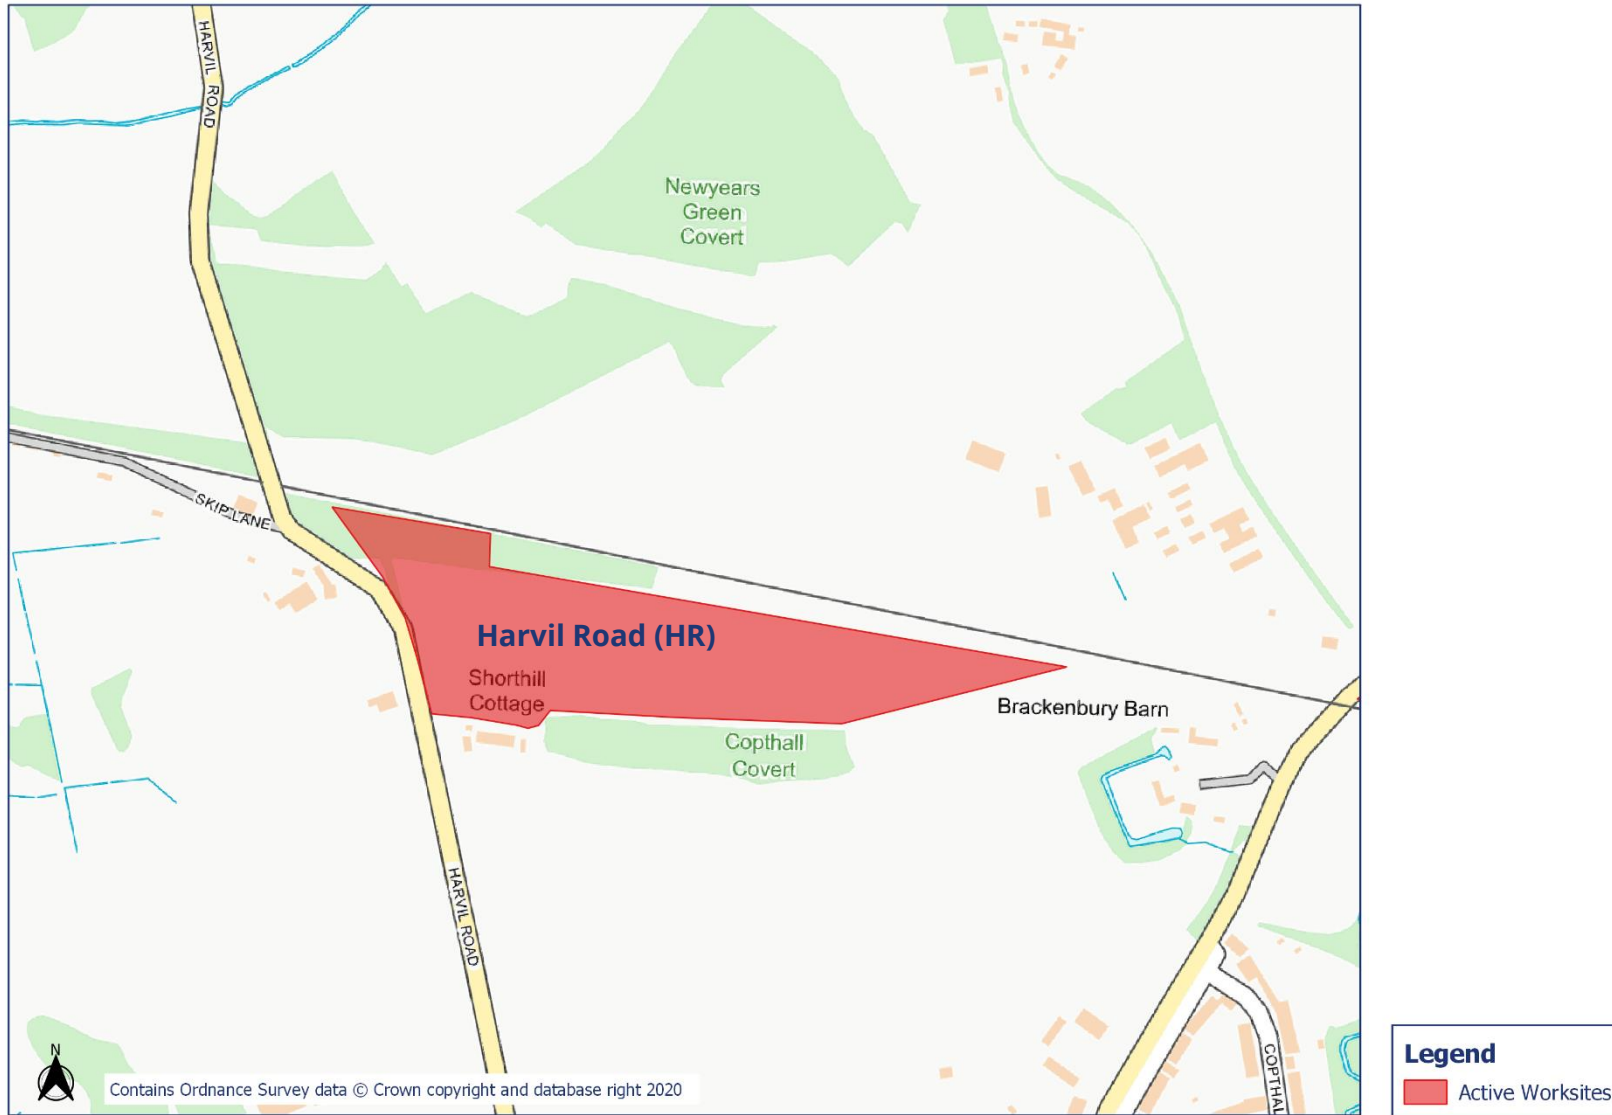 HARVIL ROAD
Newyears
Green
Covert
SKIP LANE
Harvil Road (HR)
Shorthill
Cottage
Brackenbury Barn
Copthall
Covert
HARVIL ROAD
COPTHAL
N
Contains Ordnance Survey data © Crown copyright and database right 2020
Legend
Active Worksites